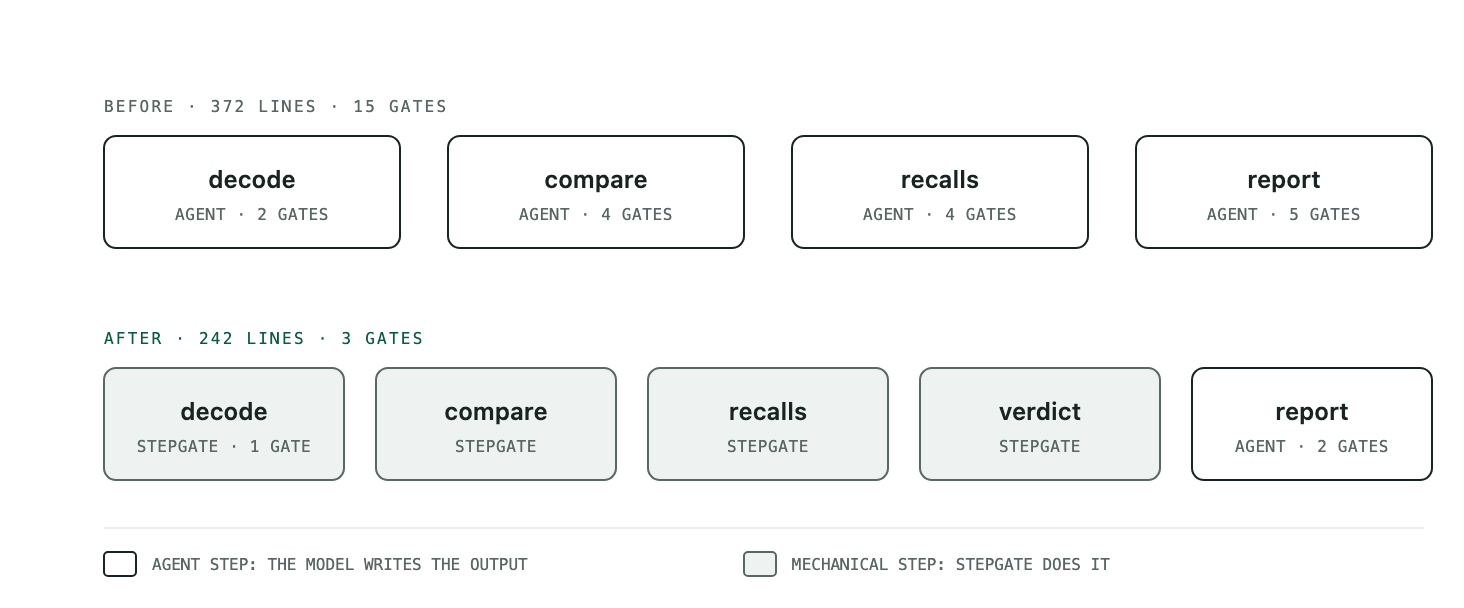 BEFORE · 372 LINES · 15 GATES
decode
AGENT · 2 GATES
compare
AGENT · 4 GATES
recalls
AGENT · 4 GATES
report
AGENT · 5 GATES
AFTER · 242 LINES · 3 GATES
decode
STEPGATE · 1 GATE
compare
STEPGATE
recalls
STEPGATE
verdict
STEPGATE
report
AGENT · 2 GATES
AGENT STEP: THE MODEL WRITES THE OUTPUT
MECHANICAL STEP: STEPGATE DOES IT